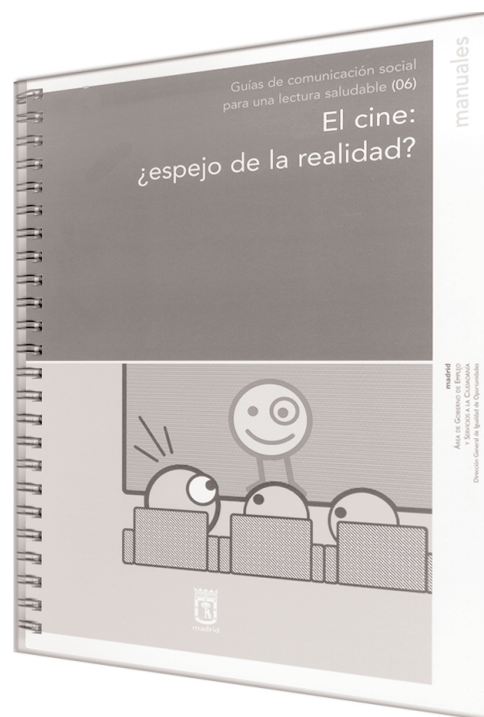 Guías de comunicación social
para una lectura saludable (06)
El cine:
¿espejo de la realidad?
manuales
madrid
Área de Gobierno de Empleo
y Servicios a la Ciudadanía
Dirección General de Igualdad de Oportunidades
madrid